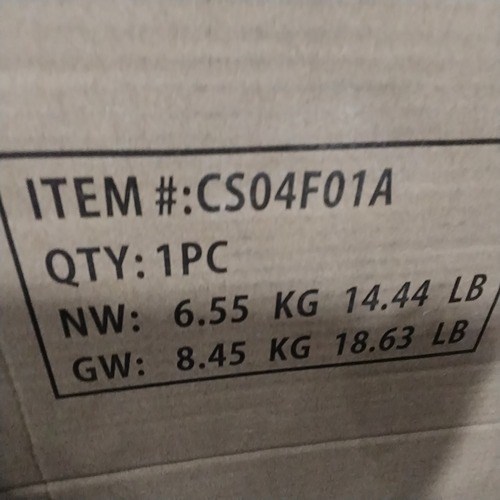 ITEM #:CS04F01A
QTY: 1PC
NW: 6.55 KG 14.44 LB
GW: 8.45 KG 18.63 LB